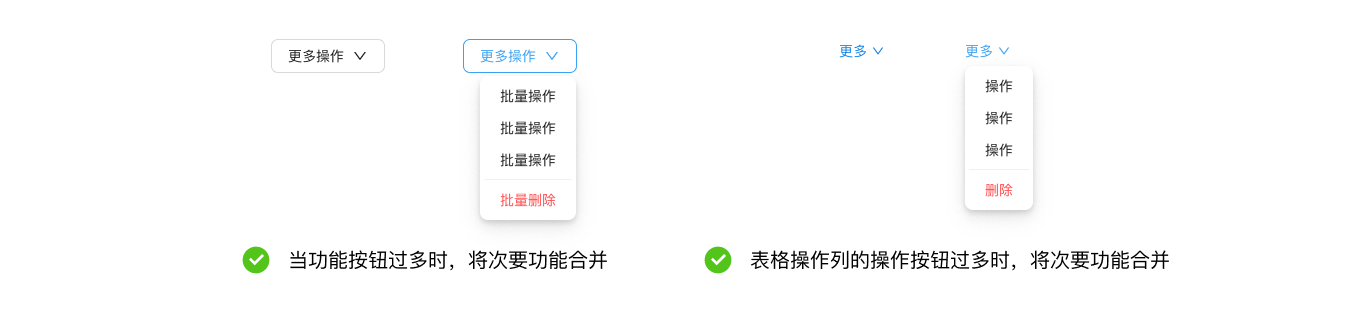 更多操作
更多操作
批量操作
批量操作
批量操作
批量删除
当功能按钮过多时，将次要功能合并
更多
更多
操作
操作
操作
删除
表格操作列的操作按钮过多时，将次要功能合并